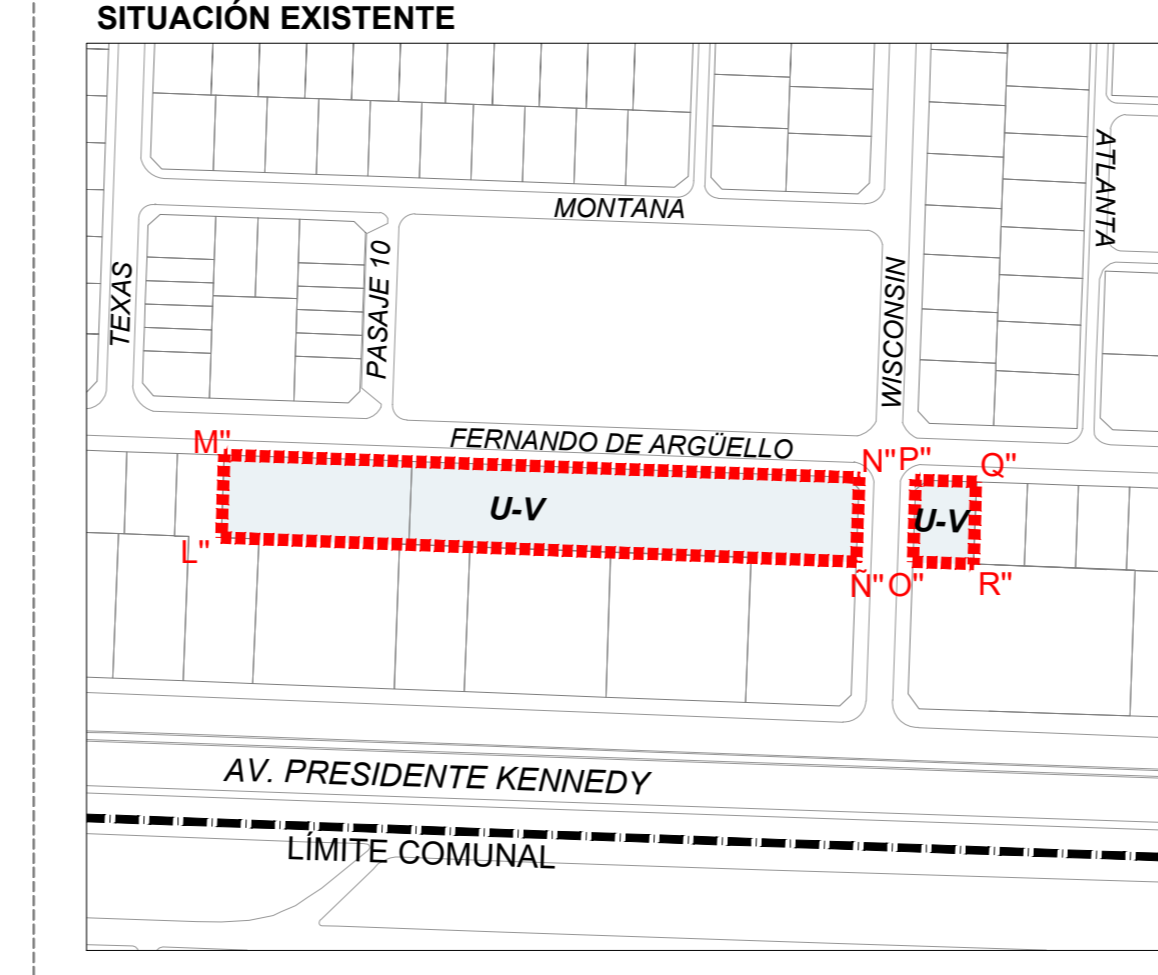 SITUACIÓN EXISTENTE
ATLANTA
MONTANA
TEXAS
PASAJE 10
WISCONSIN
FERNANDO DE ARGÜELLO
M"
N"
P"
Q"
U-V
U-V
L"
Ñ"
O"
R"
AV. PRESIDENTE KENNEDY
LÍMITE COMUNAL